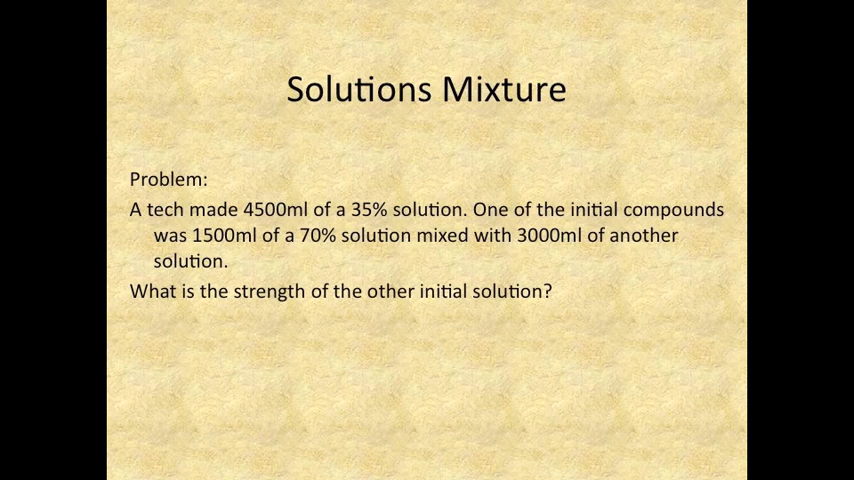 Solutions Mixture
Problem:
A tech made 4500ml of a 35% solution. One of the initial compounds
was 1500ml of a 70% solution mixed with 3000ml of another
solution.
What is the strength of the other initial solution?